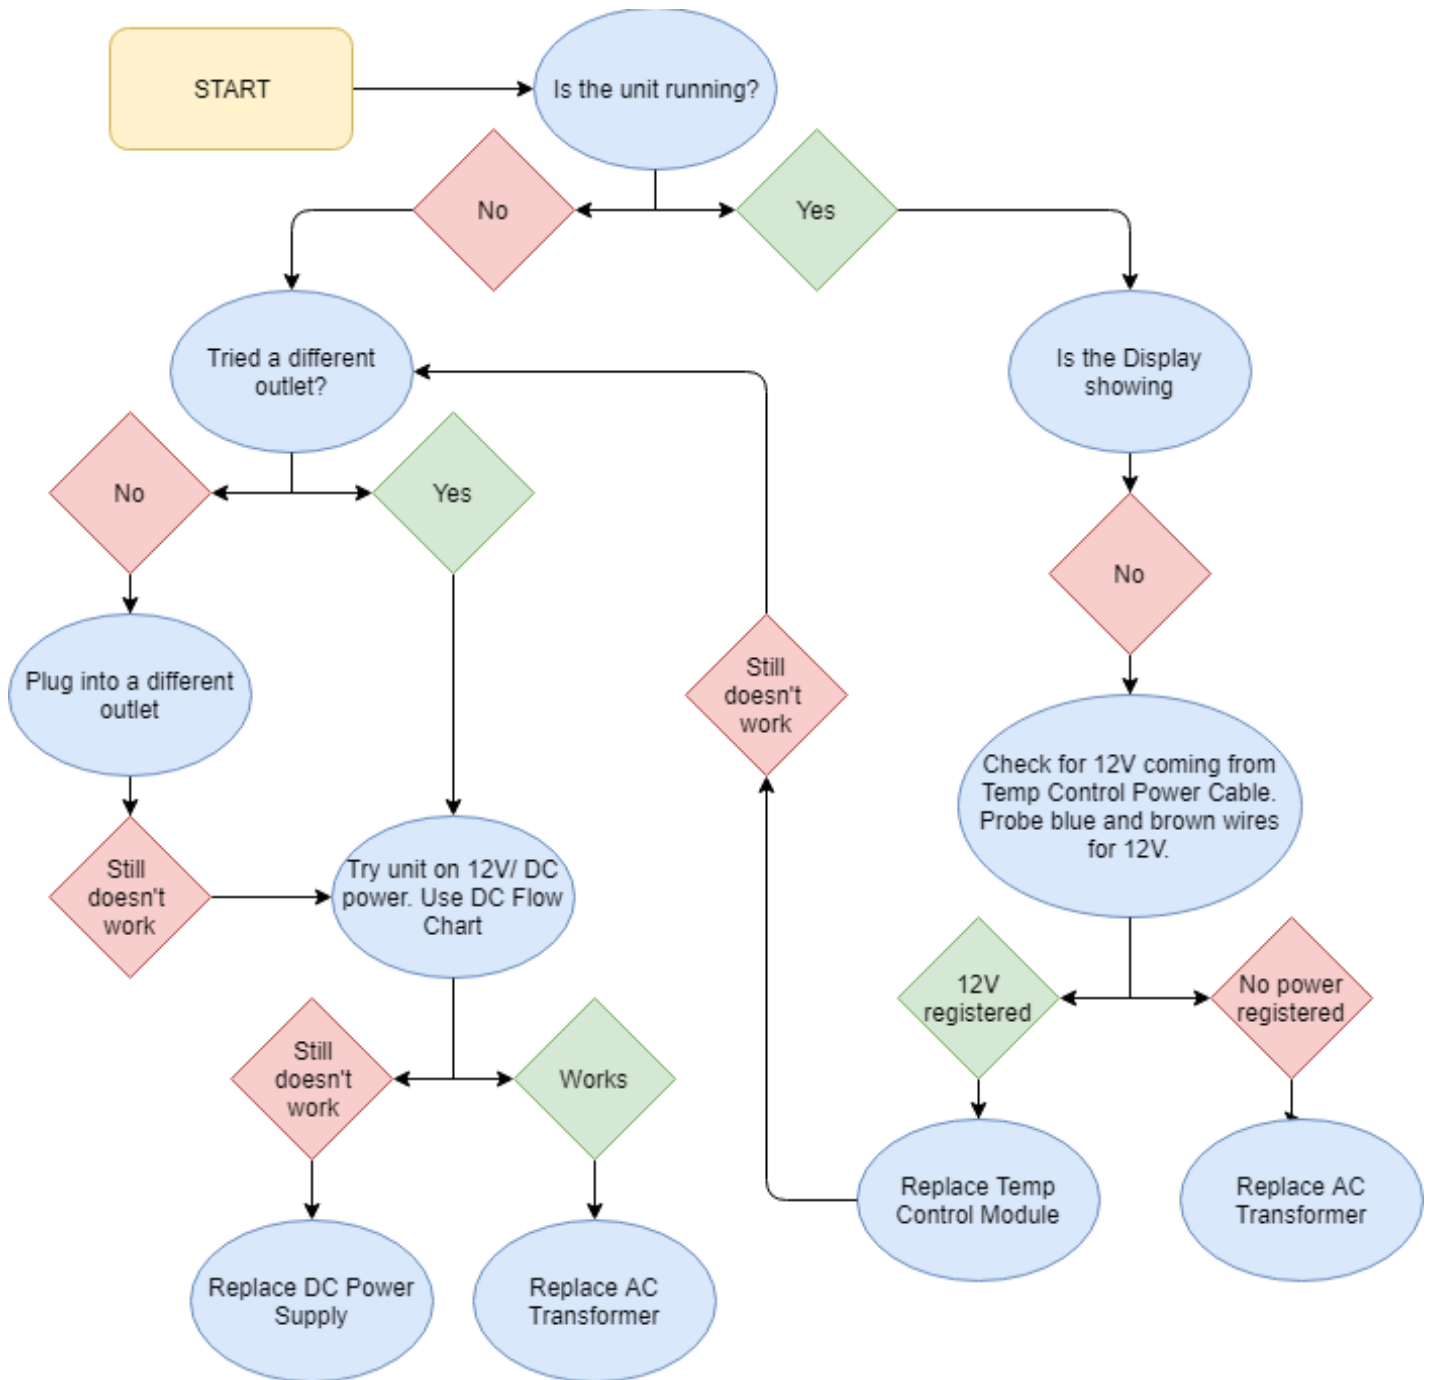 START
Is the unit running?
No
Yes
Tried a different
outlet?
Is the Display
showing
No
Yes
No
Plug into a different
outlet
Still
doesn't
work
Check for 12V coming from
Temp Control Power Cable.
Probe blue and brown wires
for 12V.
Still
doesn't
work
Try unit on 12V/ DC
power. Use DC Flow
Chart
12V
registered
No power
registered
Still
doesn't
work
Works
Replace Temp
Control Module
Replace AC
Transformer
Replace DC Power
Supply
Replace AC
Transformer